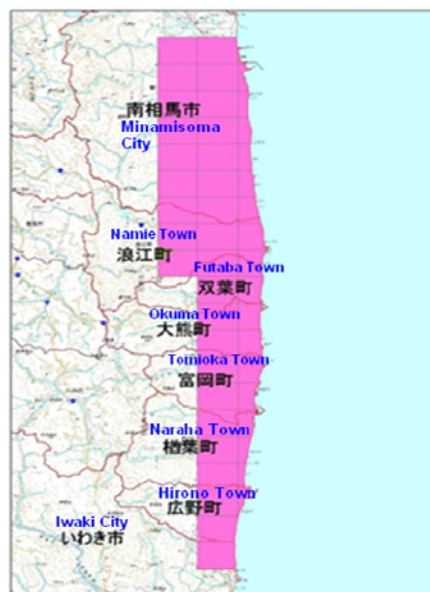 南相馬市
Minamisoma
City
Namie Town
浪江町
Futaba Town
双葉町
Okuma Town
大熊町
Tomioka Town
富岡町
Naraha Town
楢葉町
Hirono Town
広野町
Iwaki City
いわき市